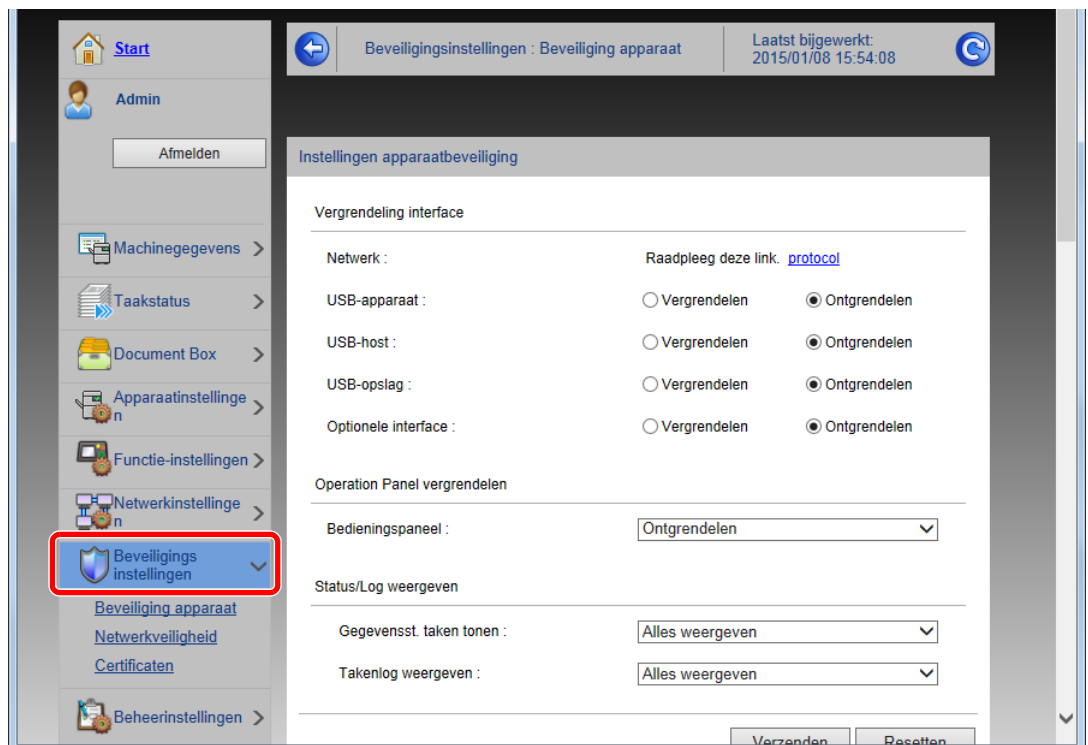 Start
Admin
Afmelden
Machinegegevens
Taakstatus
Document Box
Apparaatinstellinge
n
Functie-instellingen
Netwerkinstellinge
n
Beveiligings
instellingen
Beveiliging apparaat
Netwerkveiligheid
Certificaten
Beheerinstellingen
Beveiligingsinstellingen : Beveiliging apparaat
Laatst bijgewerkt:
2015/01/08 15:54:08
Instellingen apparaatbeveiliging
Vergrendeling interface
Netwerk : Raadpleeg deze link. protocol
USB-apparaat : Vergrendelen Ontgrendelen
USB-host : Vergrendelen Ontgrendelen
USB-opslag : Vergrendelen Ontgrendelen
Optionele interface : Vergrendelen Ontgrendelen
Operation Panel vergrendelen
Bedieningspaneel : Ontgrendelen
Status/Log weergeven
Gegevensst. taken tonen : Alles weergeven
Takenlog weergeven : Alles weergeven
Verzenden Resetten